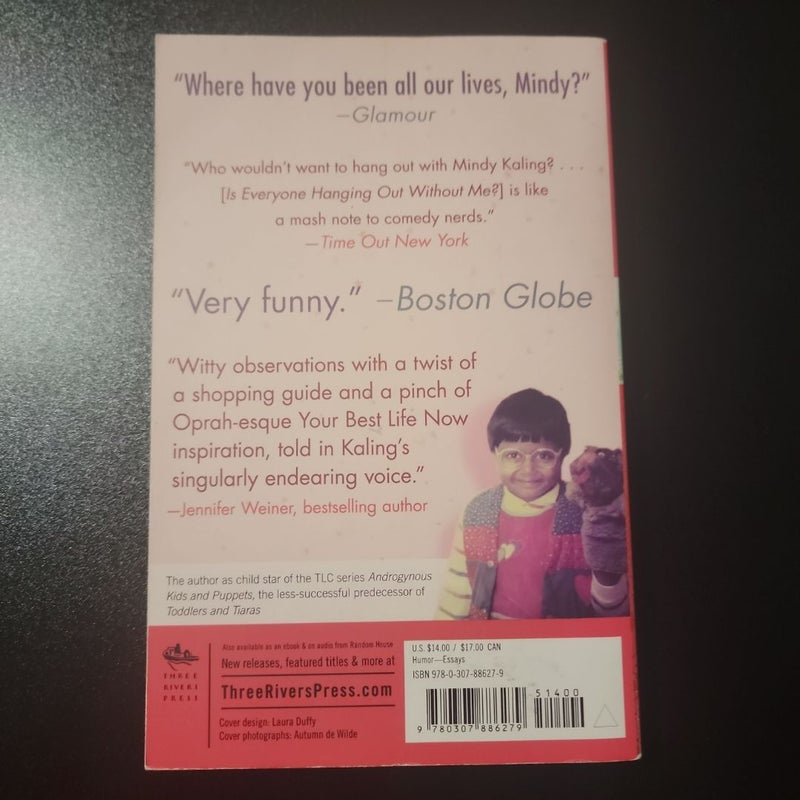 “Where have you been all our lives, Mindy?”
—Glamour
“Who wouldn’t want to hang out with Mindy Kaling? . . .
[Is Everyone Hanging Out Without Me?] is like
a mash note to comedy nerds.”
—Time Out New York
“Very funny.” —Boston Globe
“Witty observations with a twist of
a shopping guide and a pinch of
Oprah-esque Your Best Life Now
inspiration, told in Kaling’s
singularly endearing voice.”
—Jennifer Weiner, bestselling author
The author as child star of the TLC series Androgynous
Kids and Puppets, the less-successful predecessor of
Toddlers and Tiaras
THREE
RIVERS
PRESS
Also available as an ebook & on audio from Random House
New releases, featured titles & more at
ThreeRiversPress.com
Cover design: Laura Duffy
Cover photographs: Autumn de Wilde
U.S. $14.00 / $17.00 CAN
Humor—Essays
ISBN 978-0-307-88627-9
51400
9 780307 886279